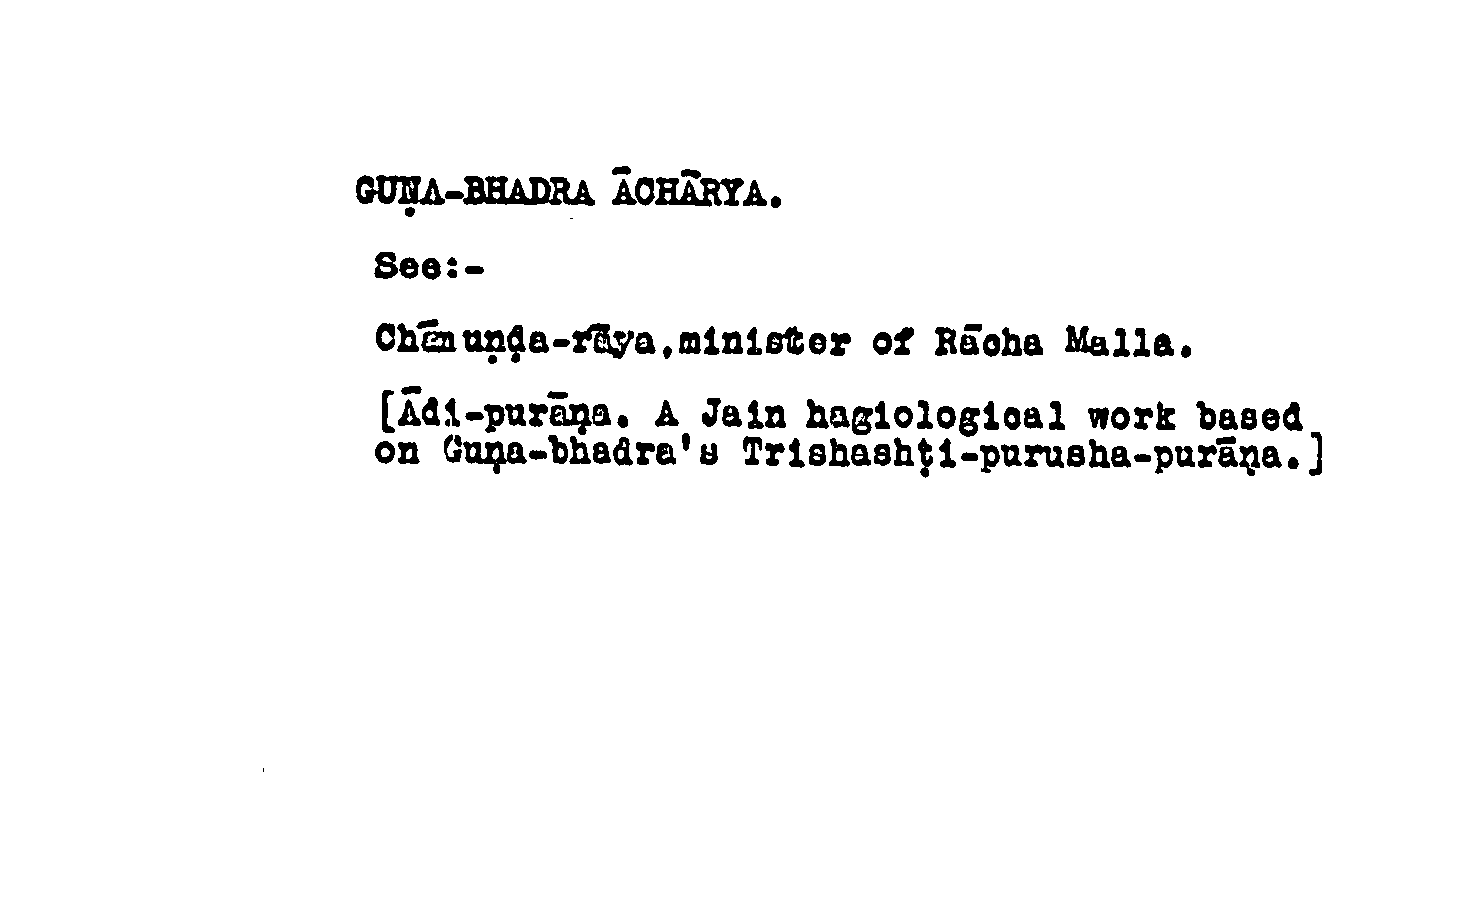 GUṆA-BHADRA ĀCHĀRYA.
See:-
Chāmuṇḍa-rāya,minister of Rācha Malla.
[Ādi-purāṇa. A Jain hagiological work based
on Guṇa-bhadra's Trishashṭi-purusha-purāṇa.]